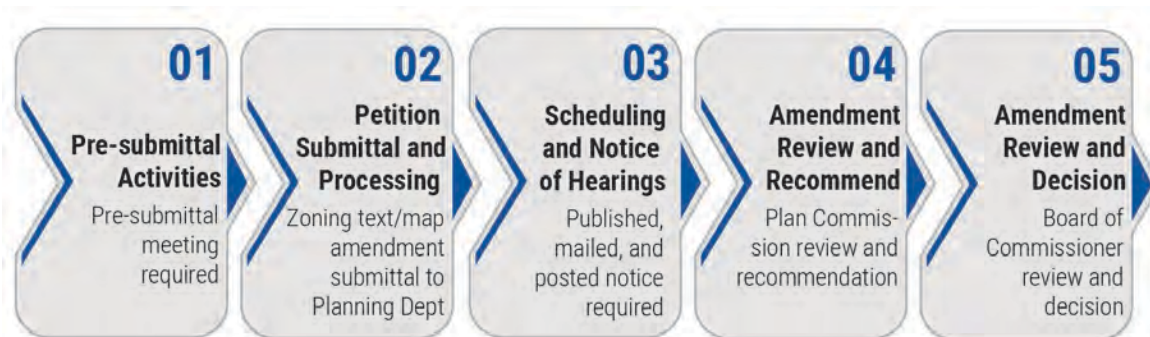 01
Pre-submittal
Activities
Pre-submittal
meeting
required
02
Petition
Submittal and
Processing
Zoning text/map
amendment
submittal to
Planning Dept
03
Scheduling
and Notice
of Hearings
Published,
mailed, and
posted notice
required
04
Amendment
Review and
Recommend
Plan Commis-
sion review and
recommendation
05
Amendment
Review and
Decision
Board of
Commissioner
review and
decision